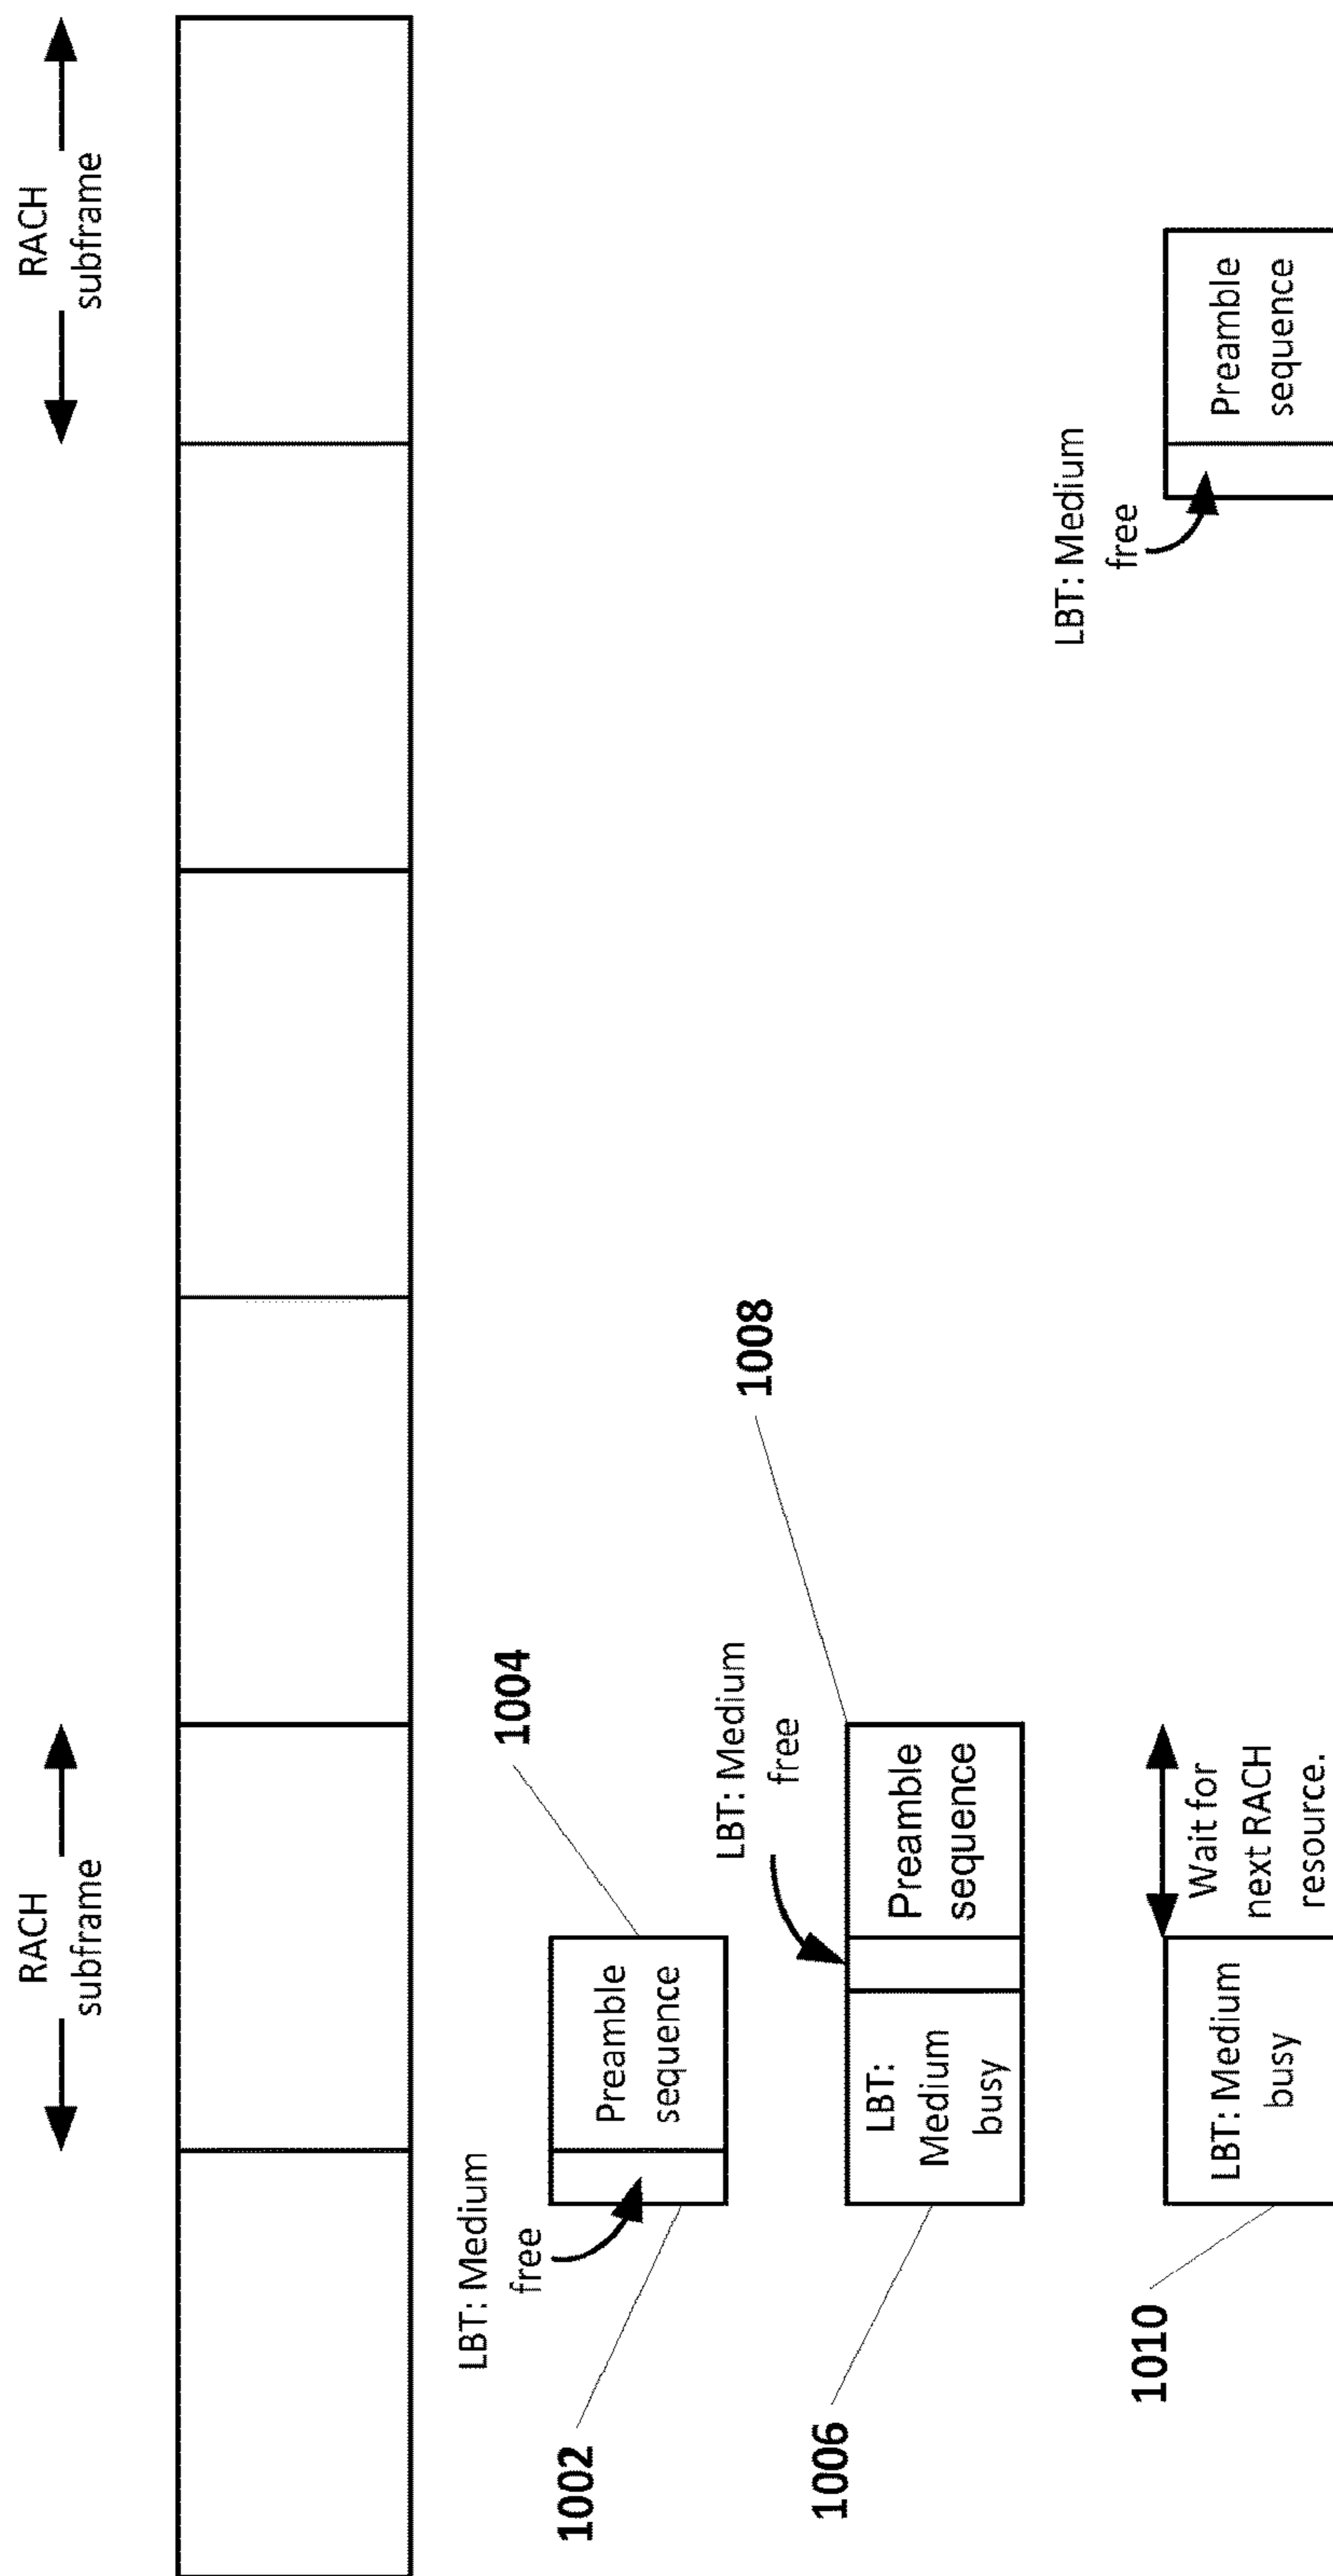 RACH
subframe
RACH
subframe
LBT: Medium
free
1002
Preamble
sequence
1004
LBT: Medium
free
1006
LBT:
Medium
busy
Preamble
sequence
1008
1010
LBT: Medium
busy
Wait for
next RACH
resource.
LBT: Medium
free
Preamble
sequence